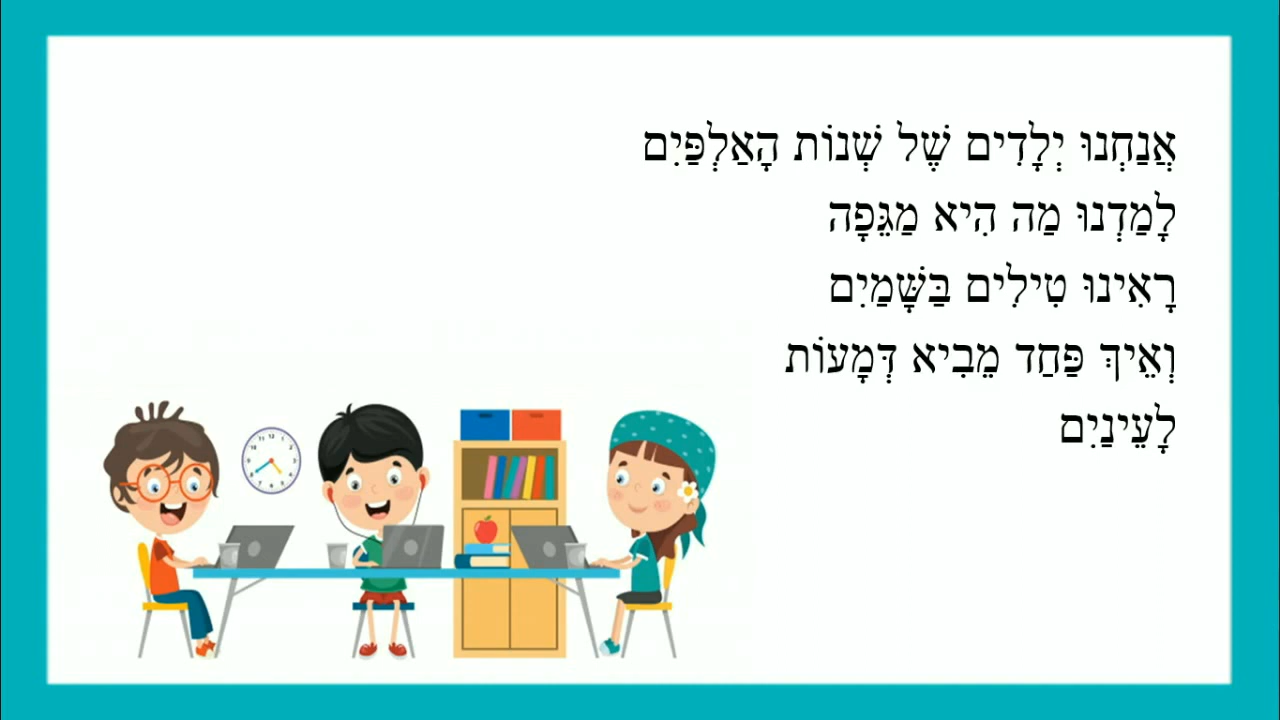 אֲנַחְנוּ יְלָדִים שֶׁל שְׁנוֹת הָאַלְפַּיִם
לָמַדְנוּ מַה הִיא מַגֵּפָה
רָאִינוּ טִילִים בַּשָּׁמַיִם
וְאֵיךְ פַּחַד מֵבִיא דְּמָעוֹת
לָעֵינַיִם